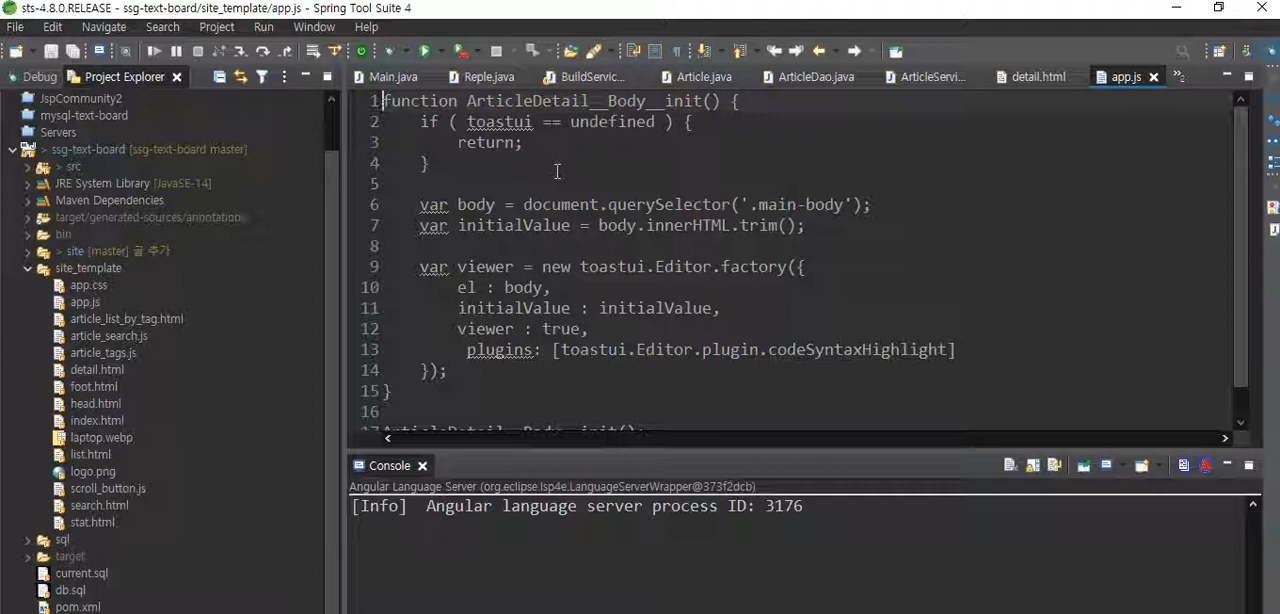 sts-4.8.0.RELEASE - ssg-text-board/site_template/app.js - Spring Tool Suite 4
File Edit Navigate Search Project Run Window Help
Debug Project Explorer
Main.java Reple.java BuildServic... Article.java ArticleDao.java ArticleServi... detail.html app.js
JspCommunity2
mysql-text-board
Servers
> ssg-text-board [ssg-text-board master]
> src
JRE System Library [JavaSE-14]
Maven Dependencies
target/generated-sources/annotation
bin
> site [master] 골 추가
site_template
app.css
app.js
article_list_by_tag.html
article_search.js
article_tags.js
detail.html
foot.html
head.html
index.html
laptop.webp
list.html
logo.png
scroll_button.js
search.html
stat.html
sql
target
current.sql
db.sql
pom.xml
1 function ArticleDetail__Body__init() {
2 if ( toastui == undefined ) {
3 return;
4 }
5
6 var body = document.querySelector('.main-body');
7 var initialValue = body.innerHTML.trim();
8
9 var viewer = new toastui.Editor.factory({
10 el : body,
11 initialValue : initialValue,
12 viewer : true,
13 plugins: [toastui.Editor.plugin.codeSyntaxHighlight]
14 });
15 }
16
17 ArticleDetail__Body__init();
Console
Angular Language Server (org.eclipse.lsp4e.LanguageServerWrapper@373f2dcb)
[Info] Angular language server process ID: 3176